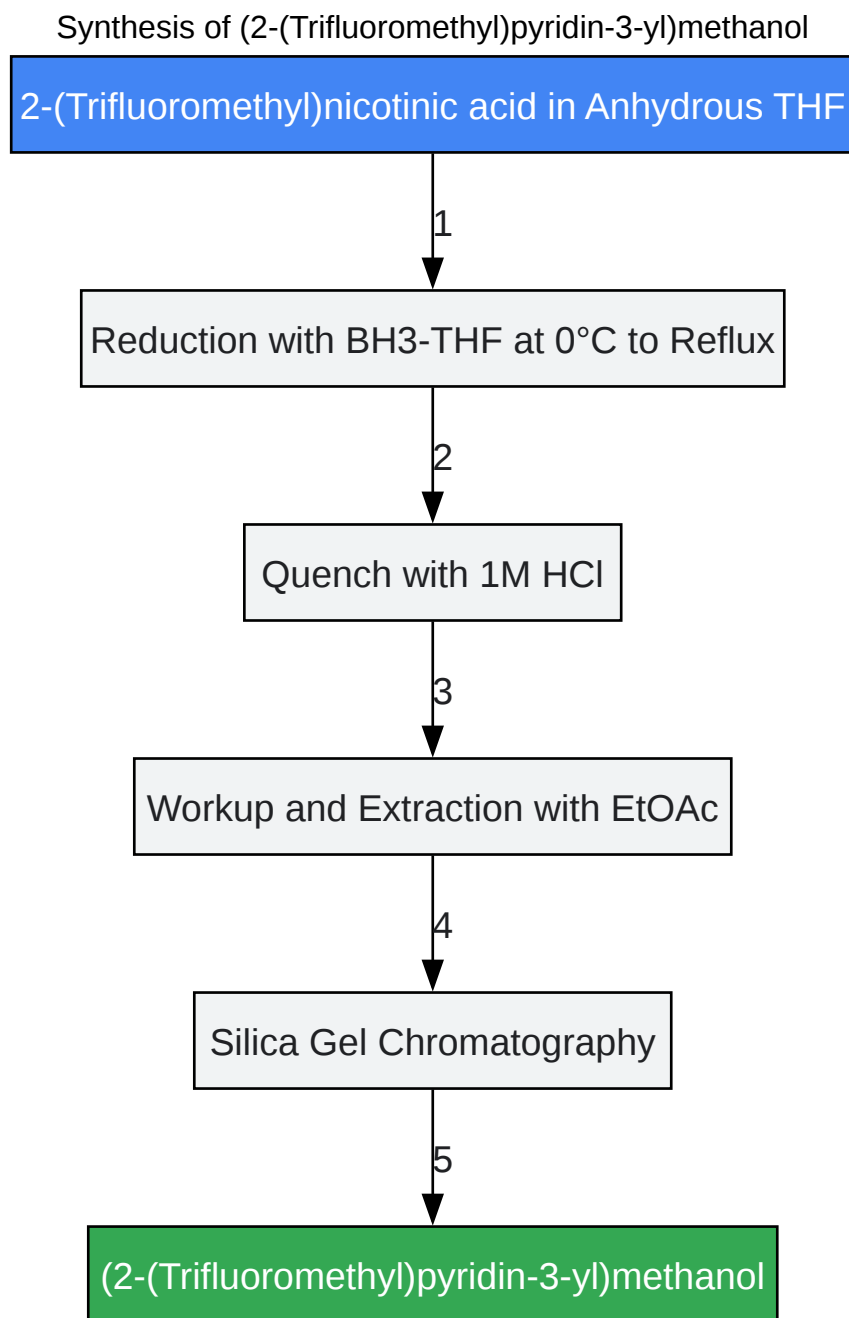 Synthesis of (2-(Trifluoromethyl)pyridin-3-yl)methanol
2-(Trifluoromethyl)nicotinic acid in Anhydrous THF
1
Reduction with BH3-THF at 0°C to Reflux
2
Quench with 1M HCl
3
Workup and Extraction with EtOAc
4
Silica Gel Chromatography
5
(2-(Trifluoromethyl)pyridin-3-yl)methanol